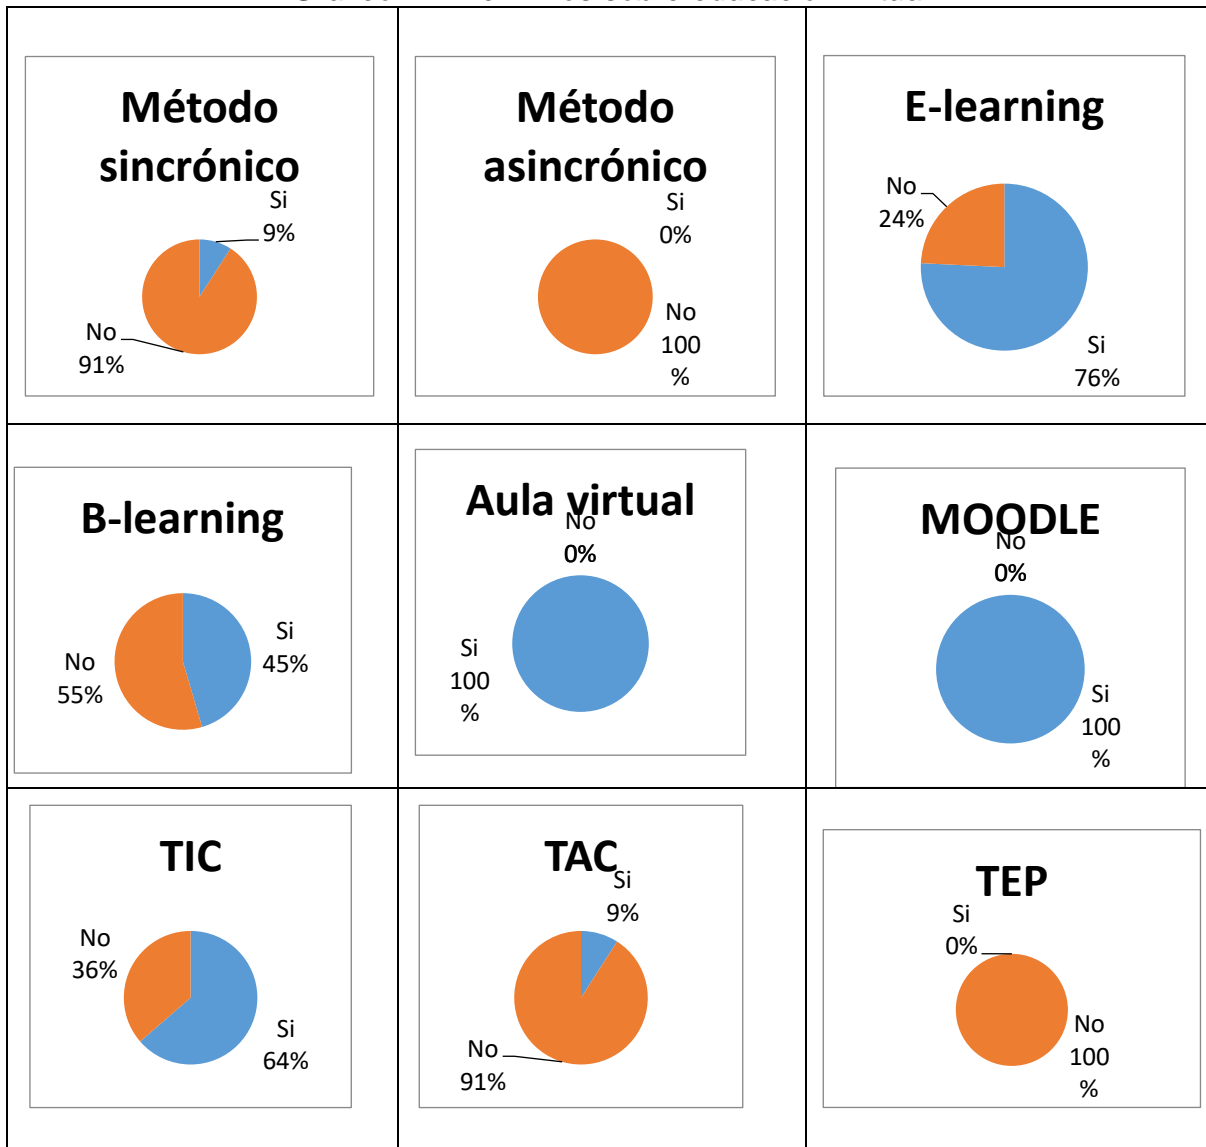 Método
sincrónico
Si
9%
No
91%
Método
asincrónico
Si
0%
No
100
%
E-learning
No
24%
Si
76%
B-learning
Si
45%
No
55%
Aula virtual
No
0%
Si
100
%
MOODLE
No
0%
Si
100
%
TIC
No
36%
Si
64%
TAC
Si
9%
No
91%
TEP
Si
0%
No
100
%